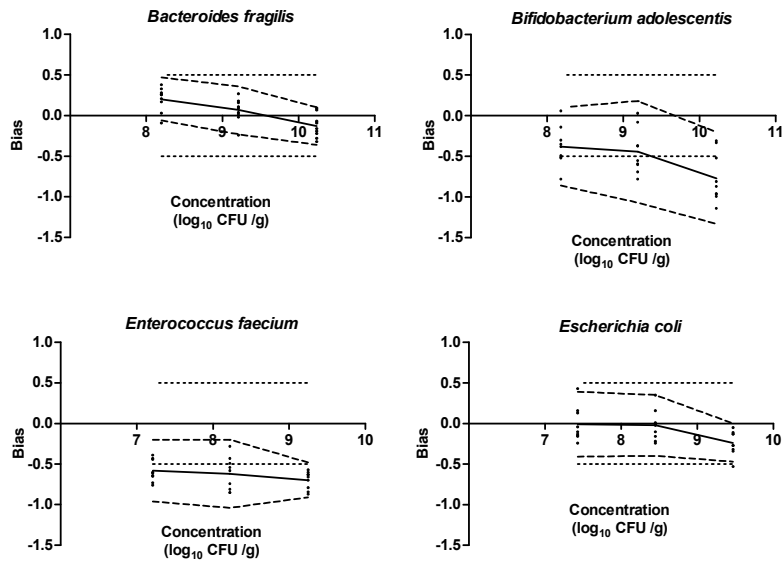 Bacteroides fragilis
1.0
0.5
0.0
-0.5
-1.0
-1.5
Bias
8 9 10 11
Concentration
(log10 CFU /g)
Bifidobacterium adolescentis
1.0
0.5
0.0
-0.5
-1.0
-1.5
Bias
8 9 10 11
Concentration
(log10 CFU /g)
Enterococcus faecium
1.0
0.5
0.0
-0.5
-1.0
-1.5
Bias
7 8 9 10
Concentration
(log10 CFU /g)
Escherichia coli
1.0
0.5
0.0
-0.5
-1.0
-1.5
Bias
7 8 9 10
Concentration
(log10 CFU /g)